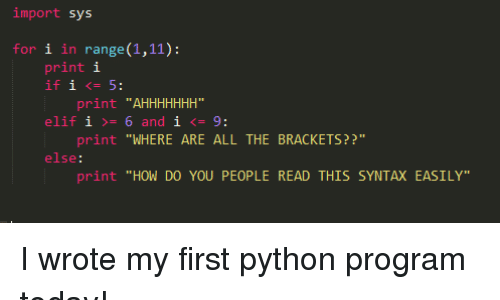 import sys
for i in range(1,11):
print i
if i <= 5:
print "AHHHHHHH"
elif i >= 6 and i <= 9:
print "WHERE ARE ALL THE BRACKETS??"
else:
print "HOW DO YOU PEOPLE READ THIS SYNTAX EASILY"
I wrote my first python program
today!